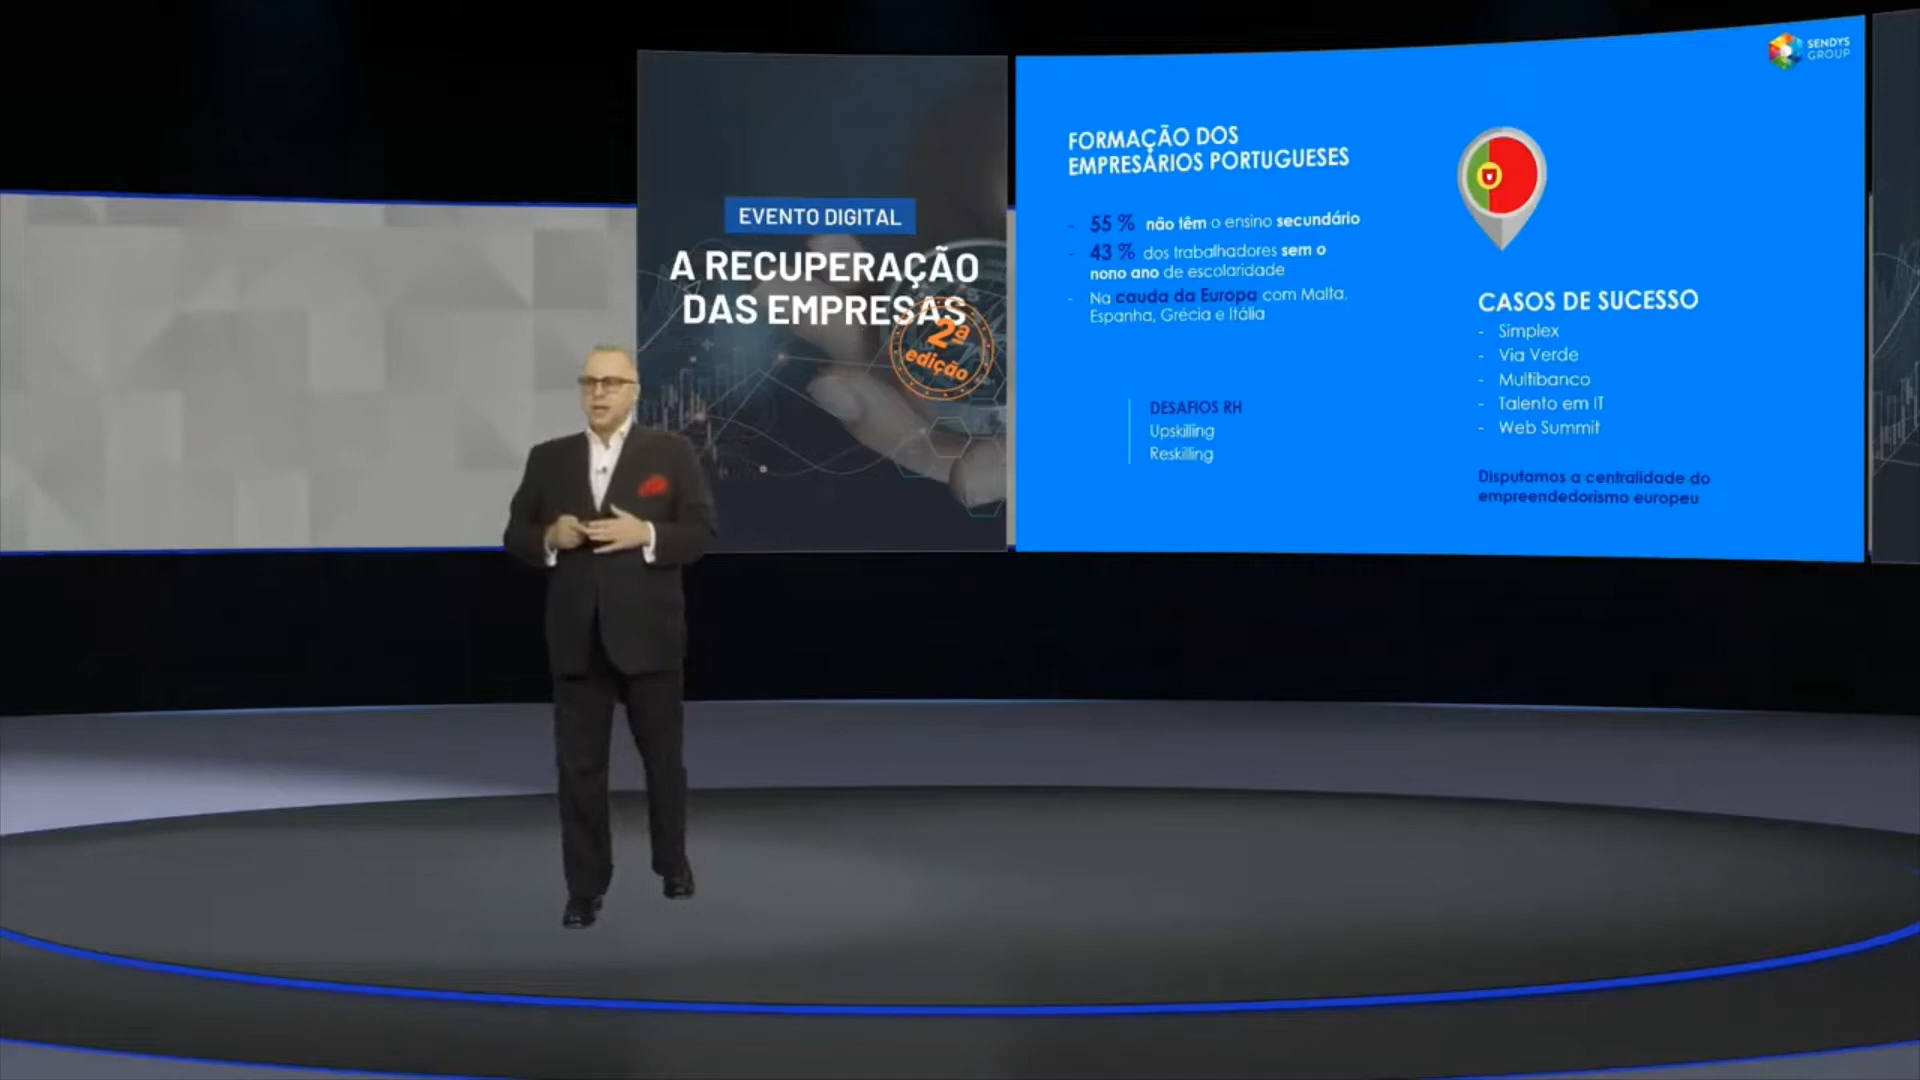 EVENTO DIGITAL
A RECUPERAÇÃO
DAS EMPRESAS
2ª
edição
SENDYS
GROUP
FORMAÇÃO DOS
EMPRESÁRIOS PORTUGUESES
- 55 % não têm o ensino secundário
- 43 % dos trabalhadores sem o
nono ano de escolaridade
- Na cauda da Europa com Malta,
Espanha, Grécia e Itália
DESAFIOS RH
Upskilling
Reskilling
CASOS DE SUCESSO
- Simplex
- Via Verde
- Multibanco
- Talento em IT
- Web Summit
Disputamos a centralidade do
empreendedorismo europeu